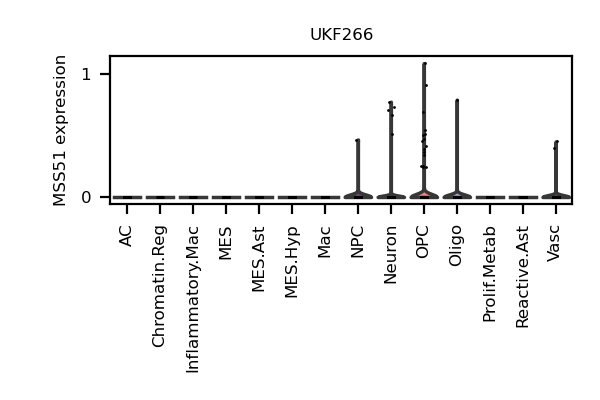 UKF266
MSS51 expression
1
0
AC
Chromatin.Reg
Inflammatory.Mac
MES
MES.Ast
MES.Hyp
Mac
NPC
Neuron
OPC
Oligo
Prolif.Metab
Reactive.Ast
Vasc